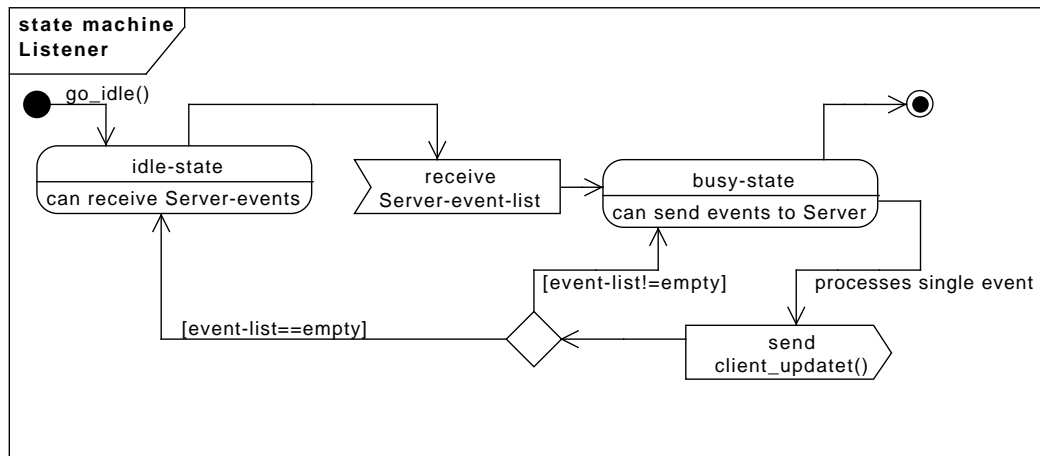 state machine
Listener
go_idle()
idle-state
can receive Server-events
receive
Server-event-list
busy-state
can send events to Server
[event-list!=empty]
processes single event
[event-list==empty]
send
client_updatet()